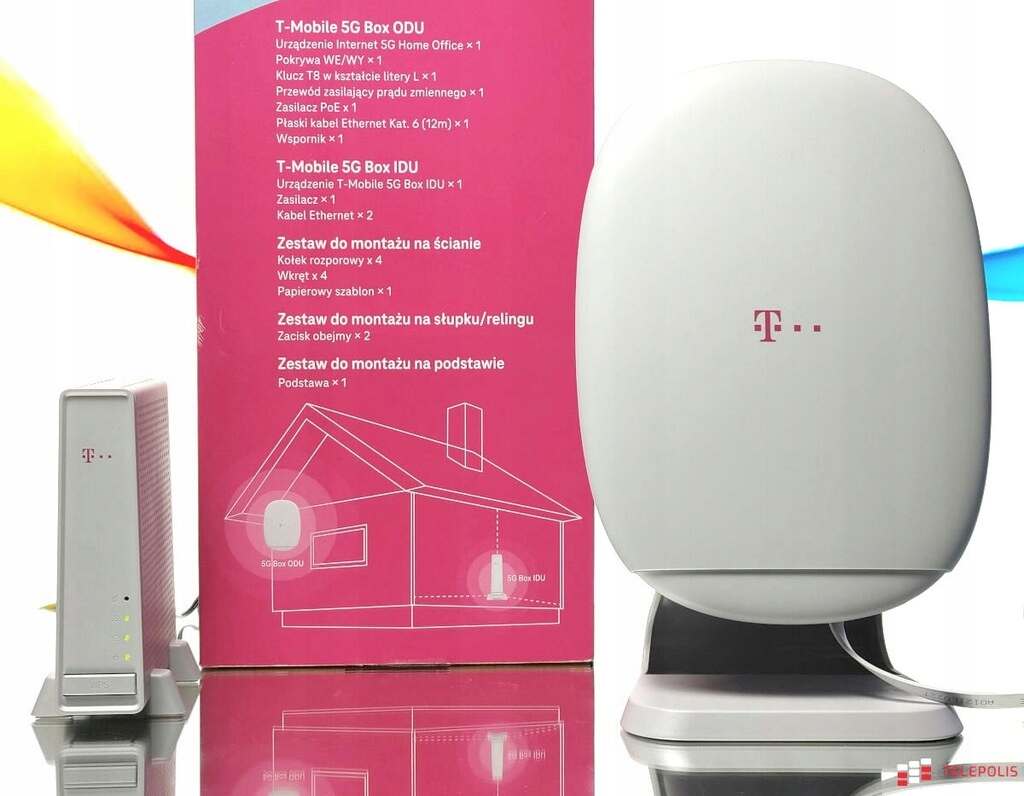 T-Mobile 5G Box ODU
Urządzenie Internet 5G Home Office × 1
Pokrywa WE/WY × 1
Klucz T8 w kształcie litery L × 1
Przewód zasilający prądu zmiennego × 1
Zasilacz PoE x 1
Płaski kabel Ethernet Kat. 6 (12m) × 1
Wspornik × 1
T-Mobile 5G Box IDU
Urządzenie T-Mobile 5G Box IDU × 1
Zasilacz × 1
Kabel Ethernet × 2
Zestaw do montażu na ścianie
Kołek rozporowy x 4
Wkręt x 4
Papierowy szablon × 1
Zestaw do montażu na słupku/relingu
Zacisk obejmy × 2
Zestaw do montażu na podstawie
Podstawa × 1
5G Box ODU
5G Box IDU
T
T
WPS
TELEPOLIS